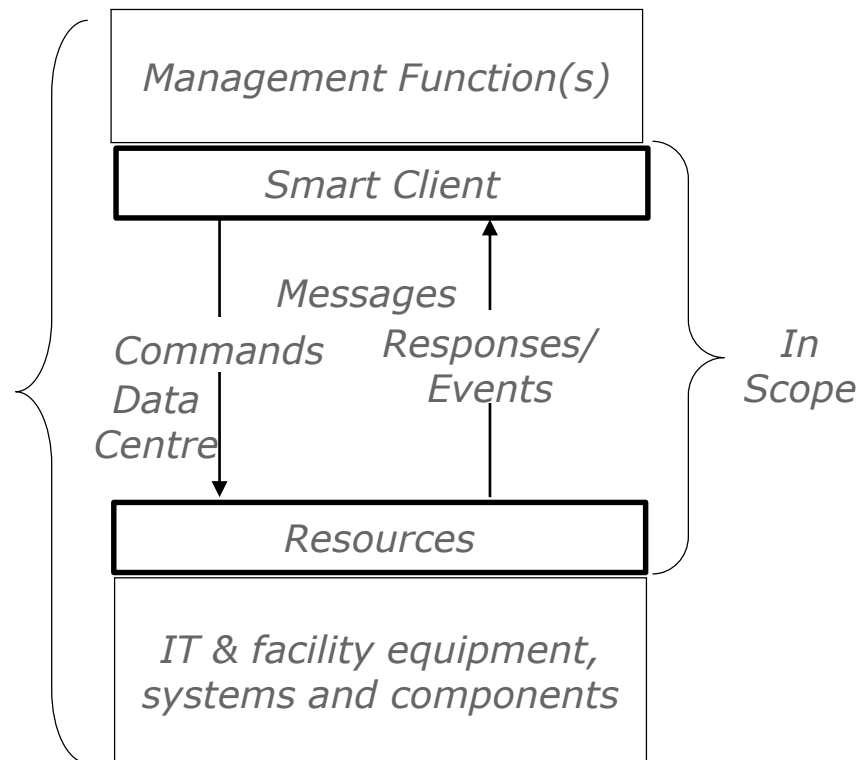 Management Function(s)
Smart Client
Messages
Commands
Responses/
Events
Data
Centre
In
Scope
Resources
IT & facility equipment,
systems and components